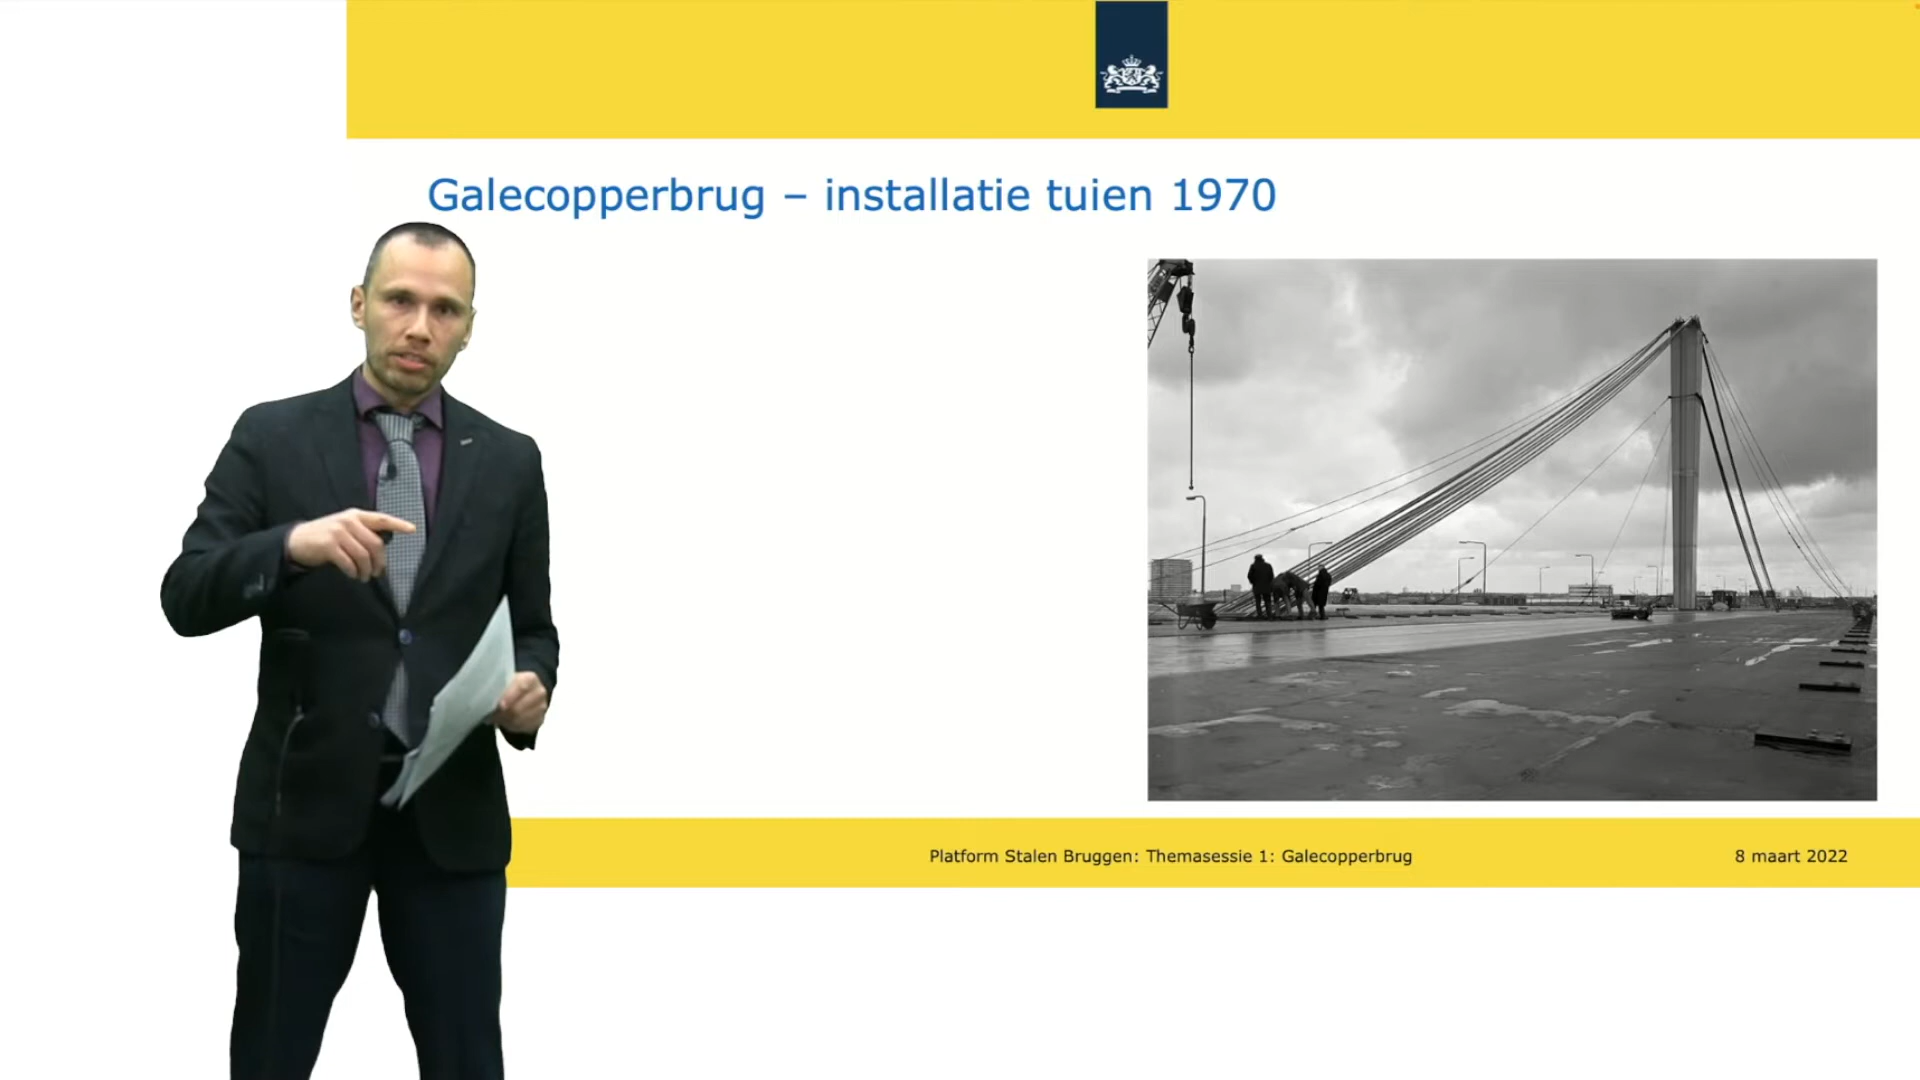 Galecopperbrug – installatie tuien 1970
Platform Stalen Bruggen: Themasessie 1: Galecopperbrug
8 maart 2022